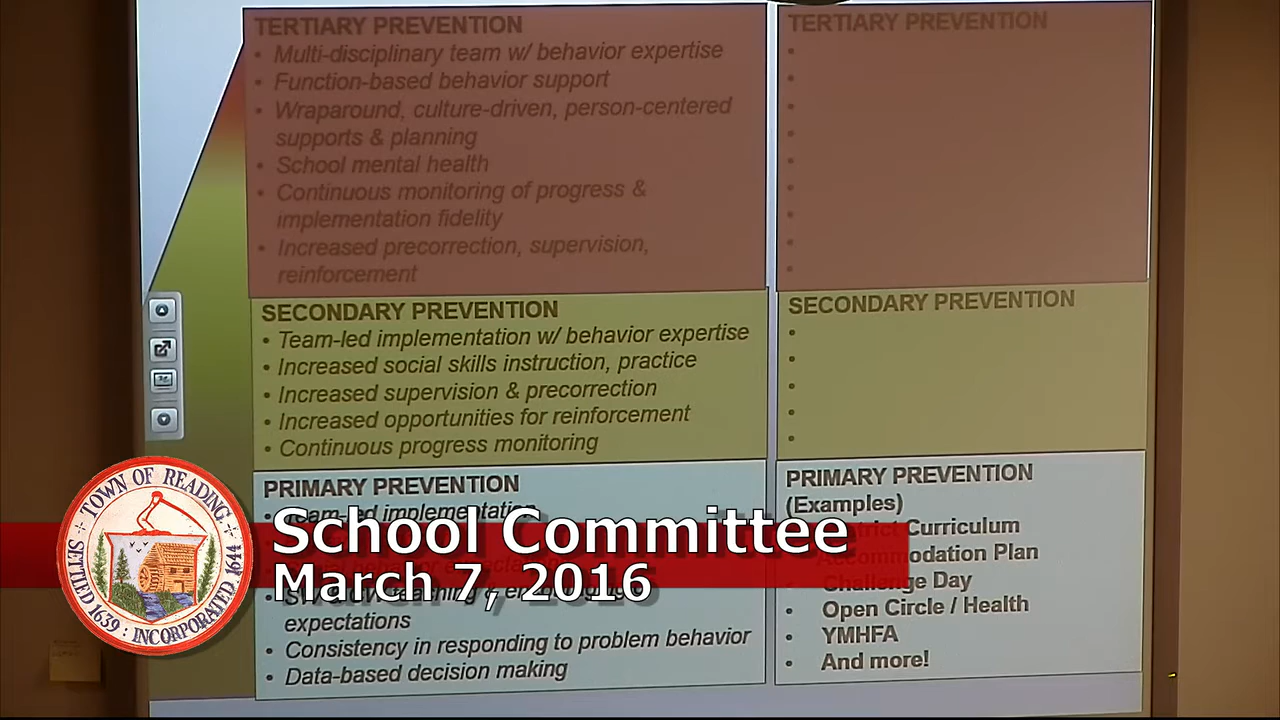 TERTIARY PREVENTION
• Multi-disciplinary team w/ behavior expertise
• Function-based behavior support
• Wraparound, culture-driven, person-centered
supports & planning
• School mental health
• Continuous monitoring of progress &
implementation fidelity
• Increased precorrection, supervision,
reinforcement
SECONDARY PREVENTION
• Team-led implementation w/ behavior expertise
• Increased social skills instruction, practice
• Increased supervision & precorrection
• Increased opportunities for reinforcement
• Continuous progress monitoring
PRIMARY PREVENTION
• Team-led implementation
expectations
• Consistency in responding to problem behavior
• Data-based decision making
TERTIARY PREVENTION
SECONDARY PREVENTION
PRIMARY PREVENTION
(Examples)
Curriculum
Accommodation Plan
• Challenge Day
• Open Circle / Health
• YMHFA
• And more!
School Committee
March 7, 2016
TOWN OF READING
SETTLED 1639 : INCORPORATED 1644